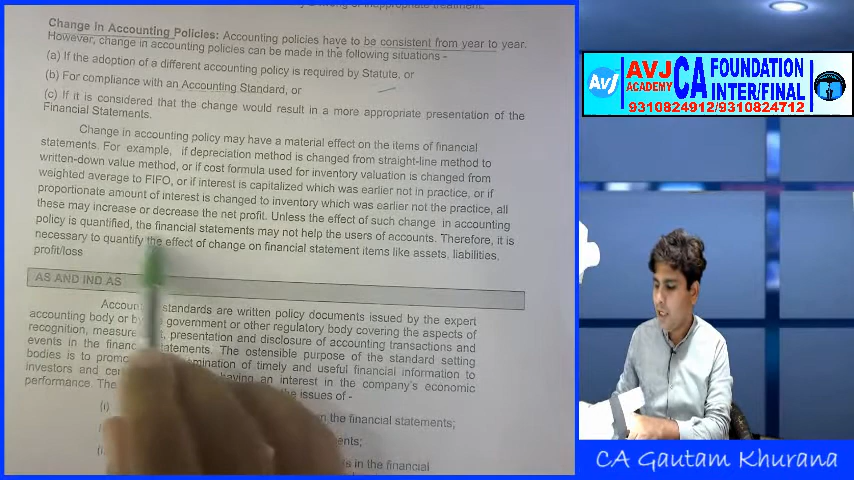 Change in Accounting Policies: Accounting policies have to be consistent from year to year.
However, change in accounting policies can be made in the following situations -
(a) If the adoption of a different accounting policy is required by Statute, or
(b) For compliance with an Accounting Standard, or
(c) If it is considered that the change would result in a more appropriate presentation of the
Financial Statements.
Change in accounting policy may have a material effect on the items of financial
statements. For example, if depreciation method is changed from straight-line method to
written-down value method, or if cost formula used for inventory valuation is changed from
weighted average to FIFO, or if interest is capitalized which was earlier not in practice, or if
proportionate amount of interest is changed to inventory which was earlier not the practice, all
these may increase or decrease the net profit. Unless the effect of such change in accounting
policy is quantified, the financial statements may not help the users of accounts. Therefore, it is
necessary to quantify the effect of change on financial statement items like assets, liabilities,
profit/loss
AS AND IND AS
standards are written policy documents issued by the expert
accounting body or by government or other regulatory body covering the aspects of
recognition, presentation and disclosure of accounting transactions and
events in the The ostensible purpose of the standard setting
bodies is to of timely and useful financial information to
investors and having an interest in the company's economic
performance. The the issues of -
(i) the financial statements;
in the financial
AVJ
AVJ
ACADEMY
CA
FOUNDATION
INTER/FINAL
9310824912/9310824712
CA Gautam Khurana